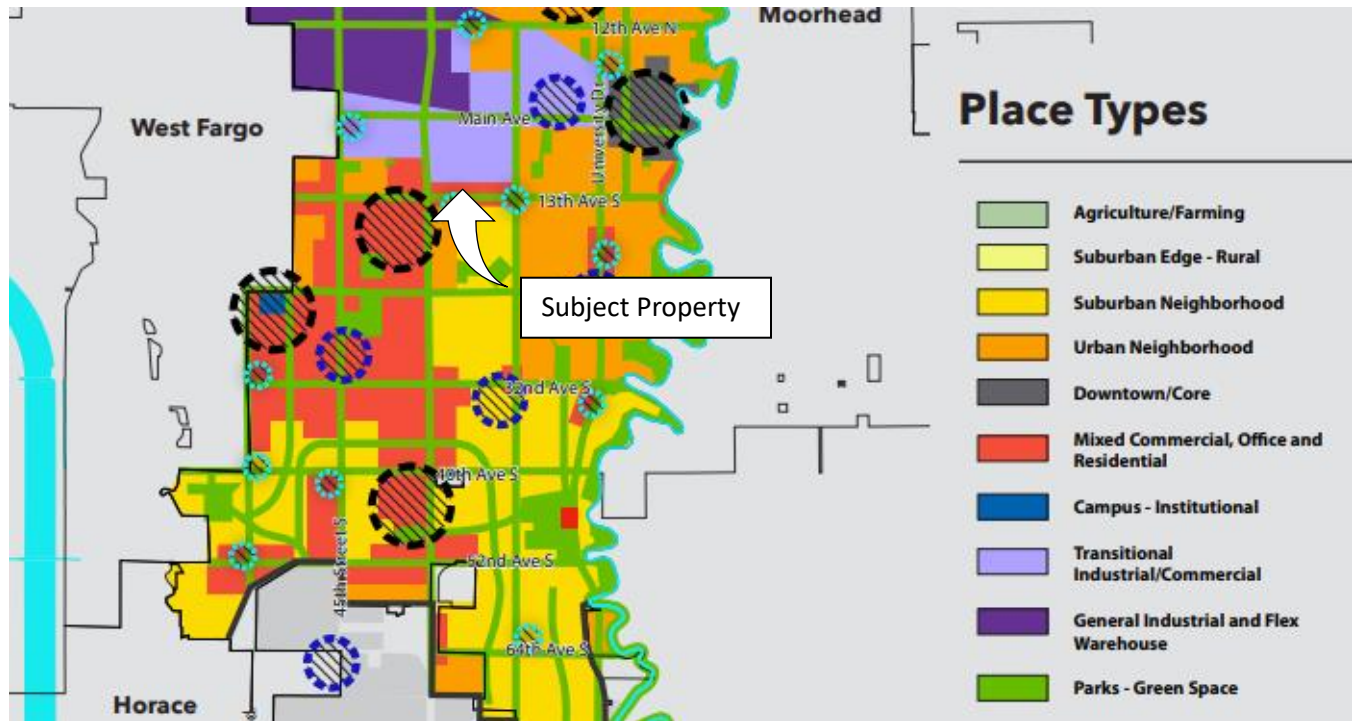 Moorhead
12th Ave N
West Fargo
Main Ave
University Dr
13th Ave S
Subject Property
32nd Ave S
40th Ave S
52nd Ave S
45th Street S
64th Ave S
Horace
Place Types
Agriculture/Farming
Suburban Edge - Rural
Suburban Neighborhood
Urban Neighborhood
Downtown/Core
Mixed Commercial, Office and
Residential
Campus - Institutional
Transitional
Industrial/Commercial
General Industrial and Flex
Warehouse
Parks - Green Space